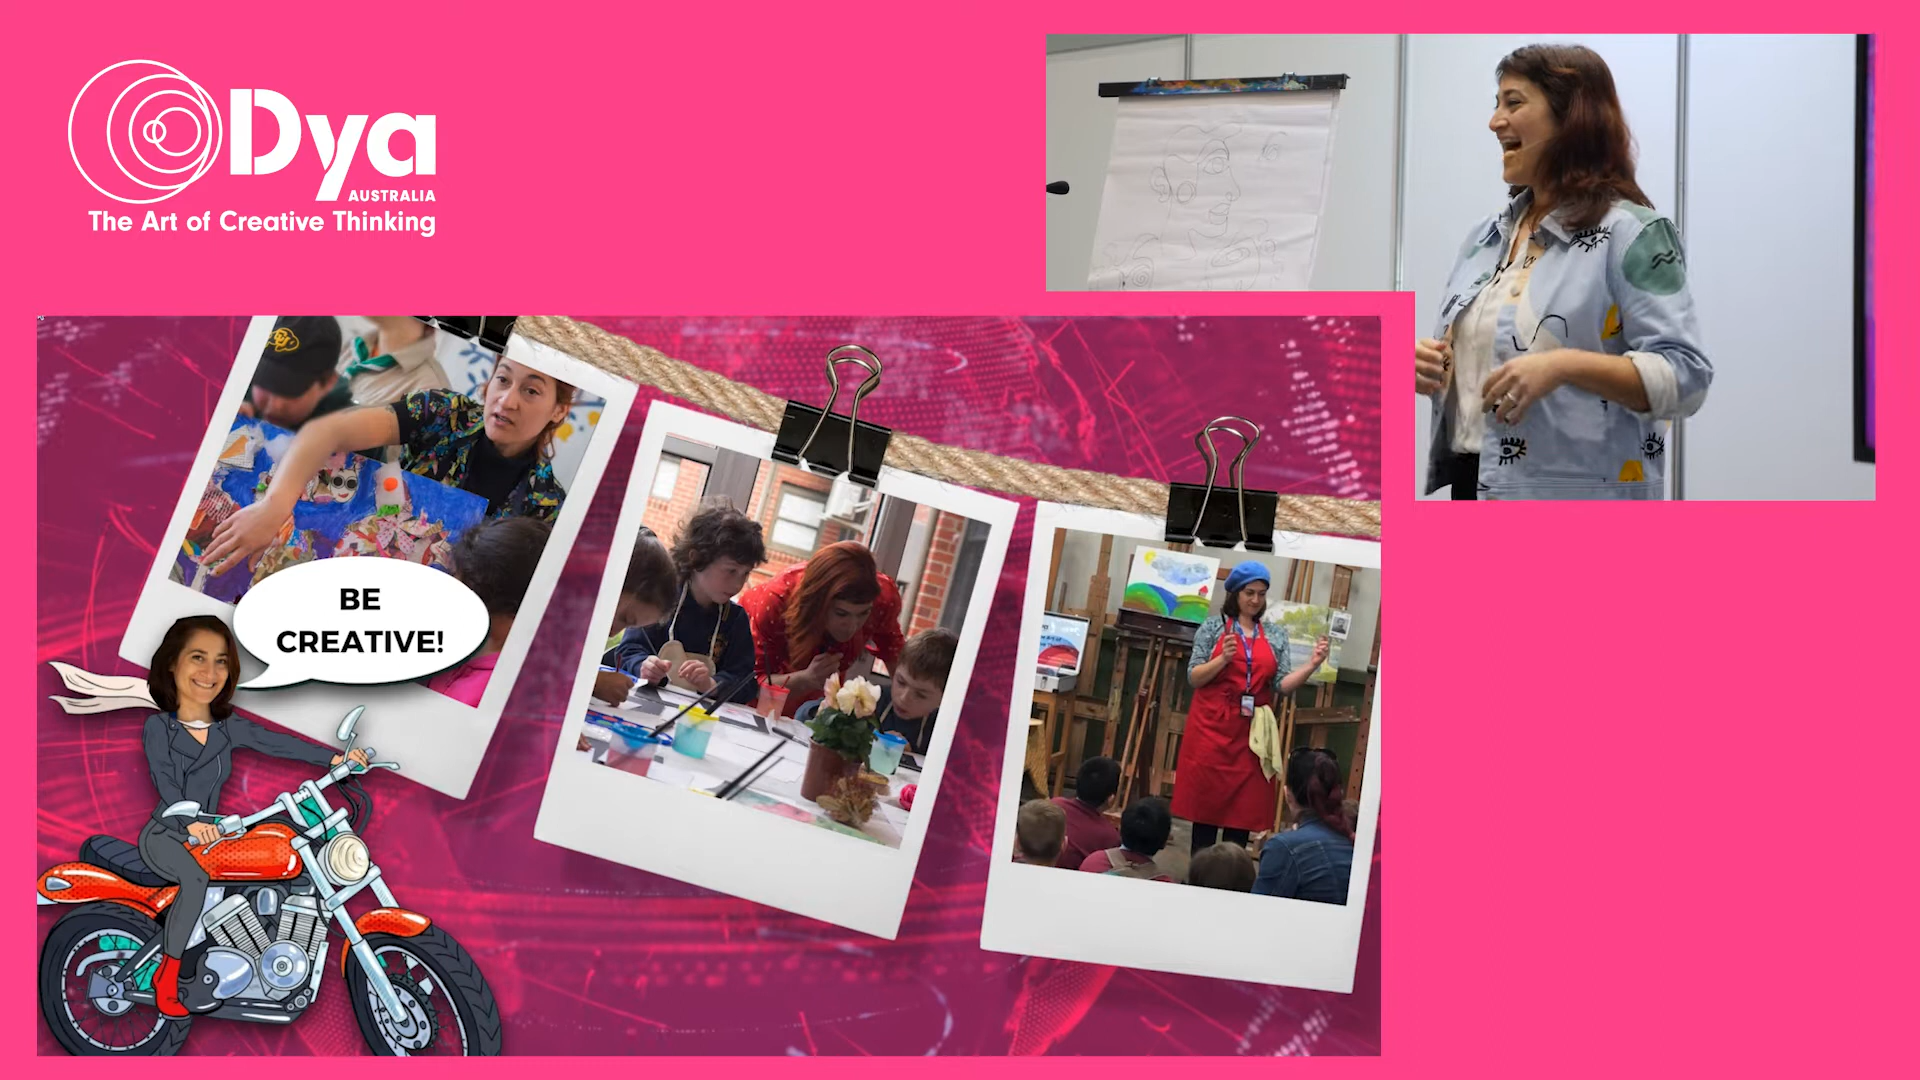 Dya
AUSTRALIA
The Art of Creative Thinking
BE
CREATIVE!